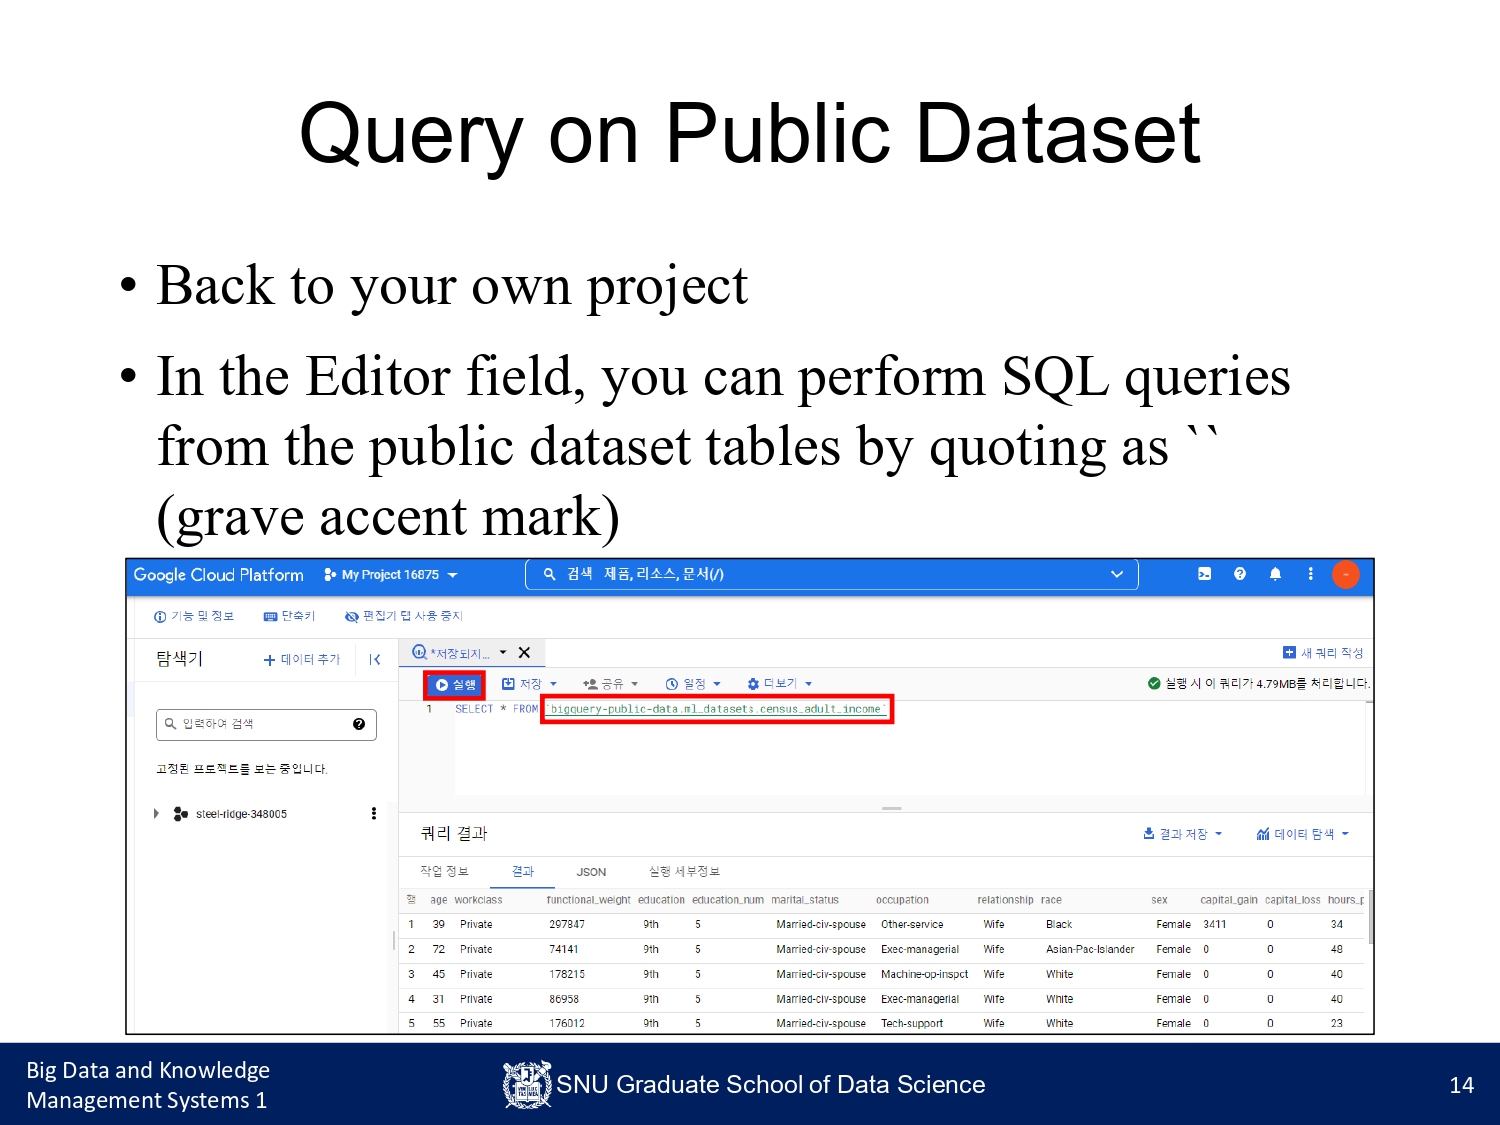 Query on Public Dataset
• Back to your own project
• In the Editor field, you can perform SQL queries
from the public dataset tables by quoting as ``
(grave accent mark)
Google Cloud Platform My Project 16875 검색 제품, 리소스, 문서(/)
기능 및 정보 단축키 편집기 탭 사용 중지
탐색기 데이터 추가
*저장되지... 새 쿼리 작성
실행 저장 공유 일정 더보기 실행 시 이 쿼리가 4.79MB를 처리합니다.
1 SELECT * FROM `bigquery-public-data.ml_datasets.census_adult_income`
입력하여 검색
고정된 프로젝트를 보는 중입니다.
steel-ridge-348005
쿼리 결과 결과 저장 데이터 탐색
작업 정보 결과 JSON 실행 세부정보
행 age workclass functional_weight education education_num marital_status occupation relationship race sex capital_gain capital_loss hours_p
1 39 Private 297847 9th 5 Married-civ-spouse Other-service Wife Black Female 3411 0 34
2 72 Private 74141 9th 5 Married-civ-spouse Exec-managerial Wife Asian-Pac-Islander Female 0 0 48
3 45 Private 178215 9th 5 Married-civ-spouse Machine-op-inspct Wife White Female 0 0 40
4 31 Private 86958 9th 5 Married-civ-spouse Exec-managerial Wife White Female 0 0 40
5 55 Private 176012 9th 5 Married-civ-spouse Tech-support Wife White Female 0 0 23
Big Data and Knowledge
Management Systems 1
SNU Graduate School of Data Science
14